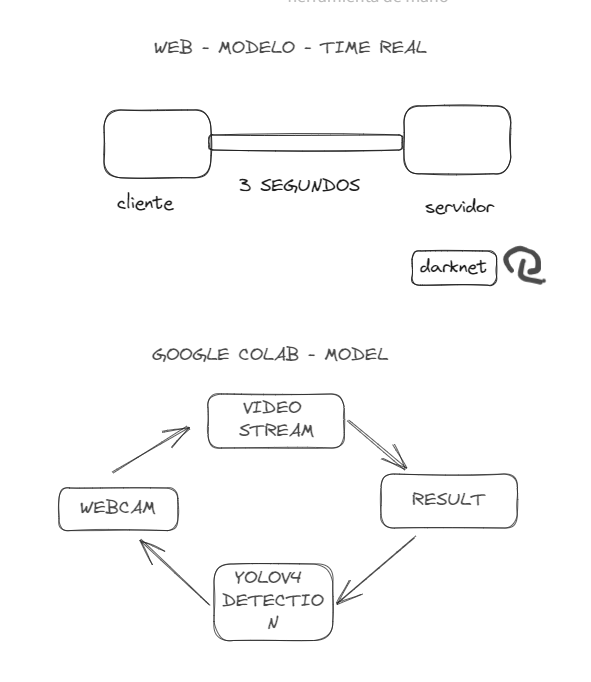 herramienta de mano
WEB - MODELO - TIME REAL
3 SEGUNDOS
cliente
servidor
darknet
GOOGLE COLAB - MODEL
VIDEO
STREAM
WEBCAM
RESULT
YOLOV4
DETECTIO
N